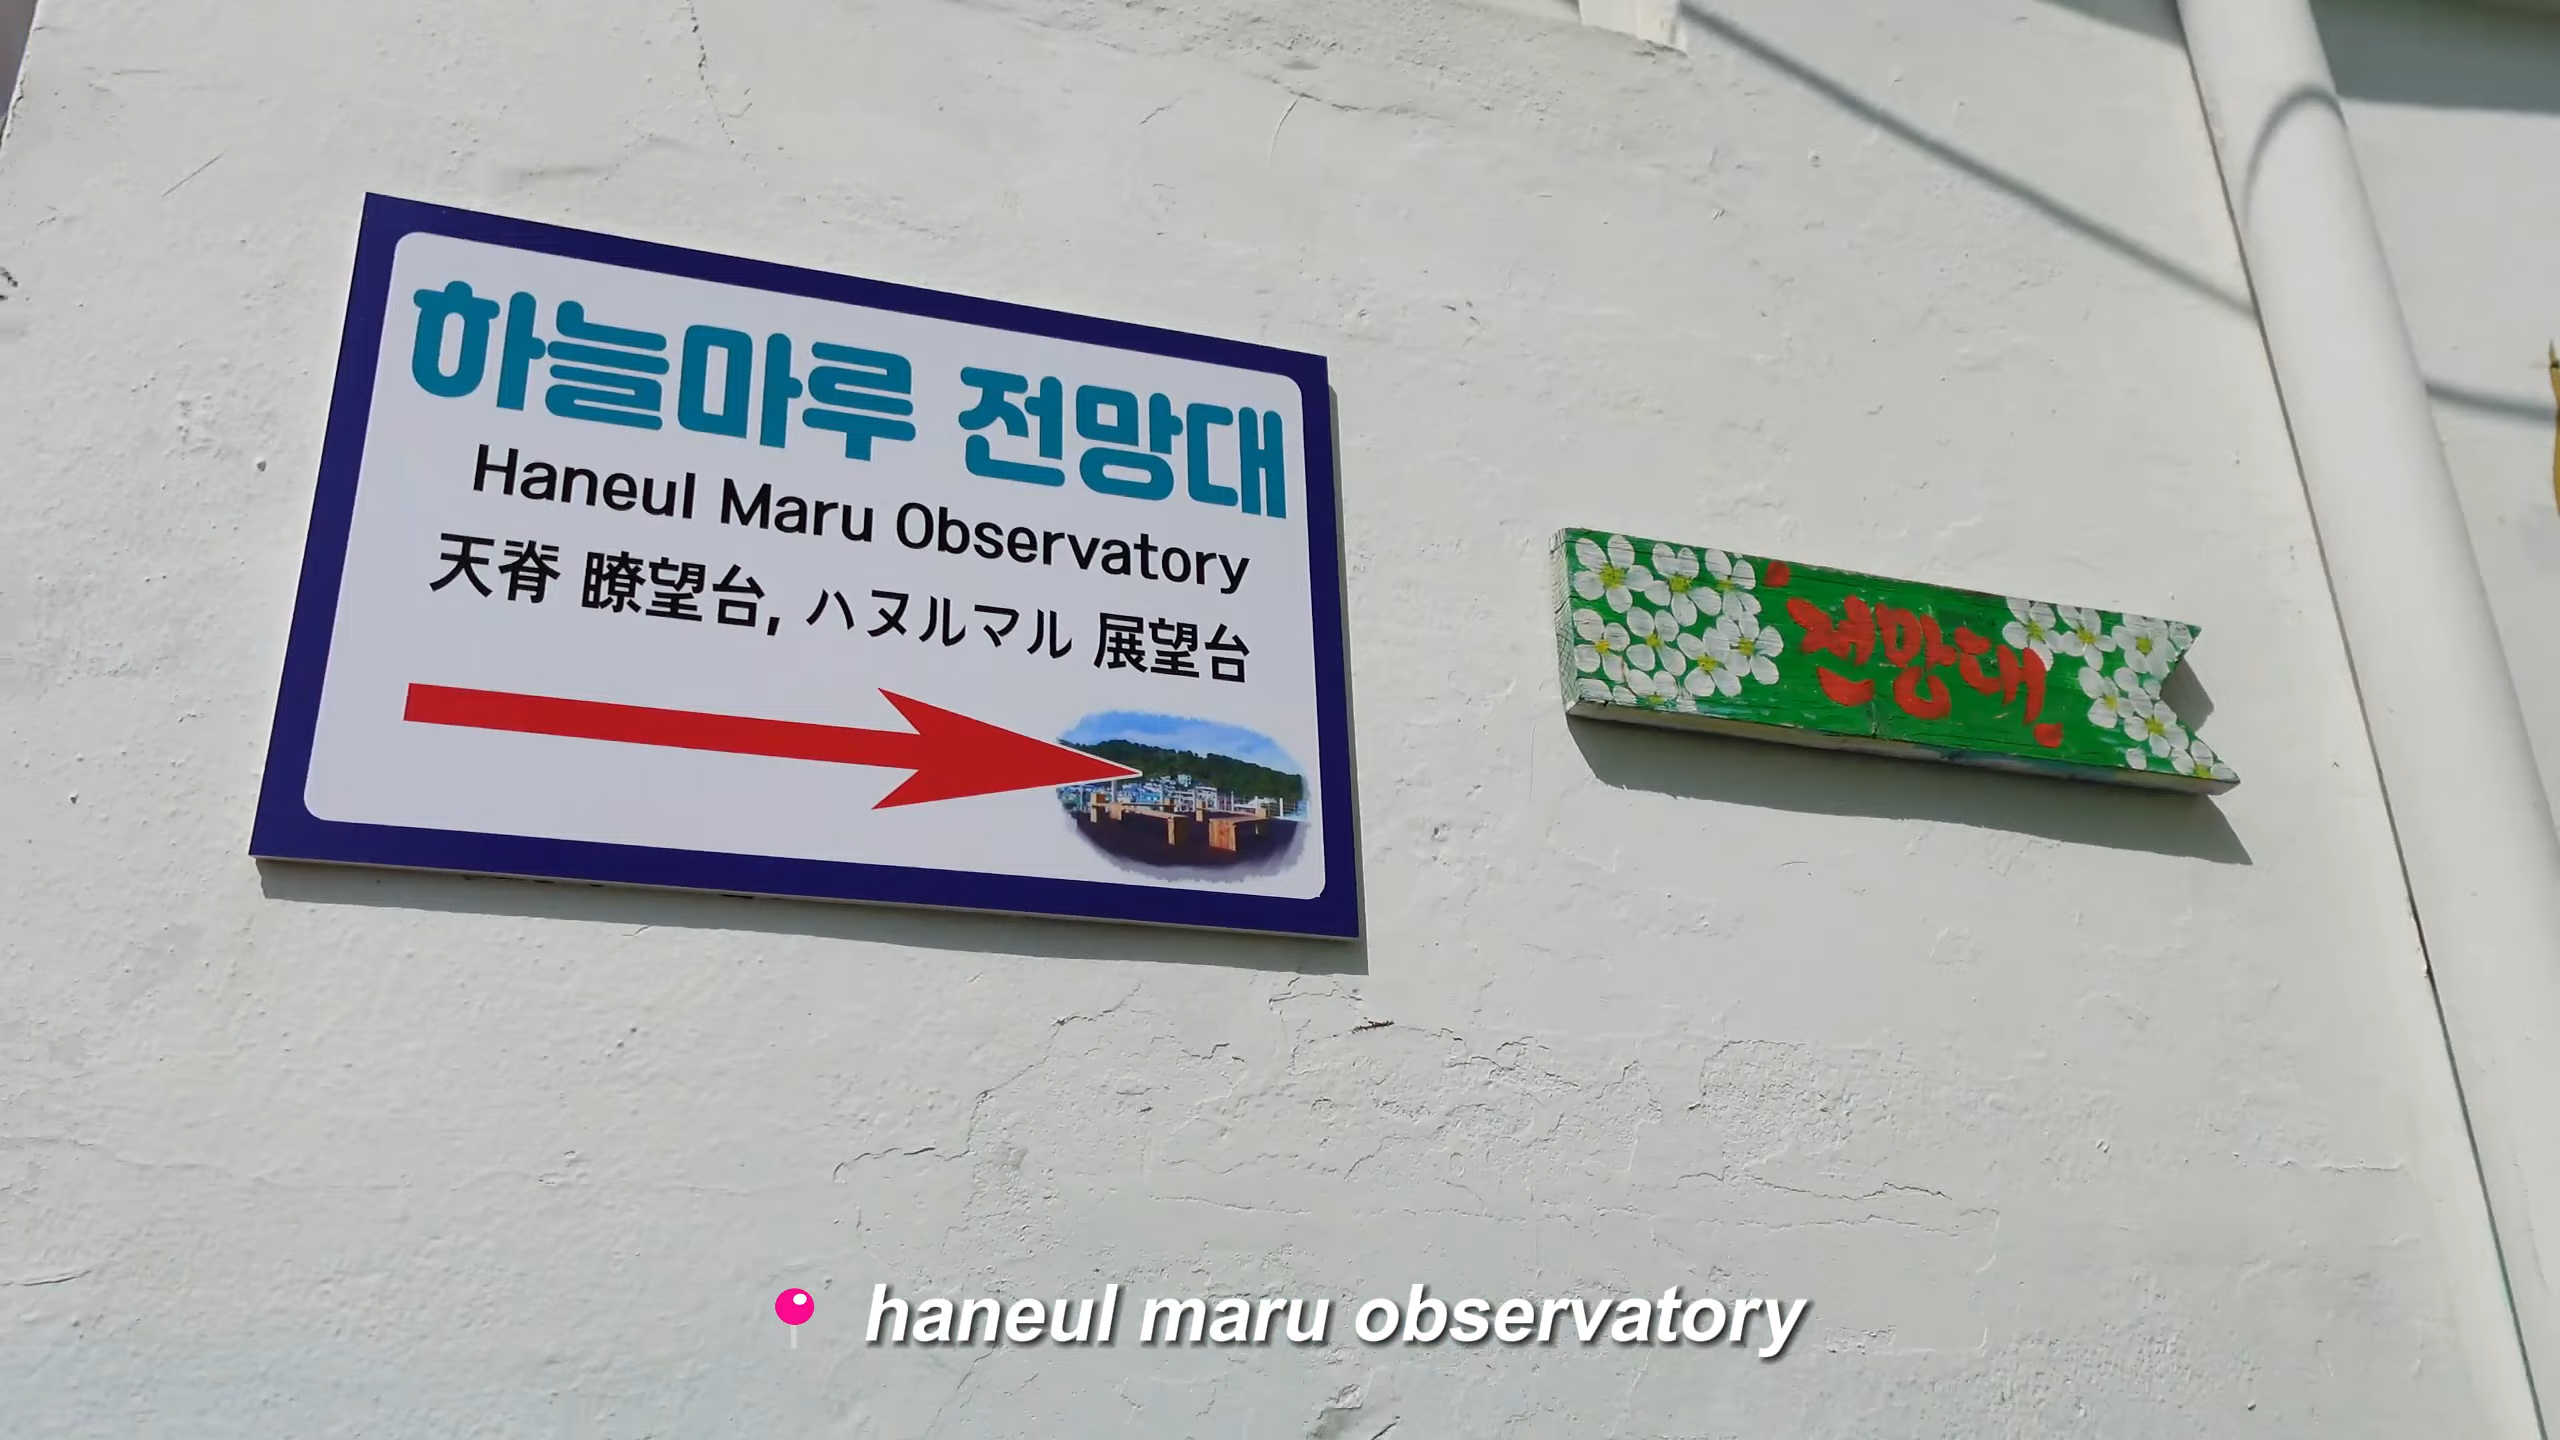 하늘마루 전망대
Haneul Maru Observatory
天脊 瞭望台, ハヌルマル 展望台
전망대
haneul maru observatory